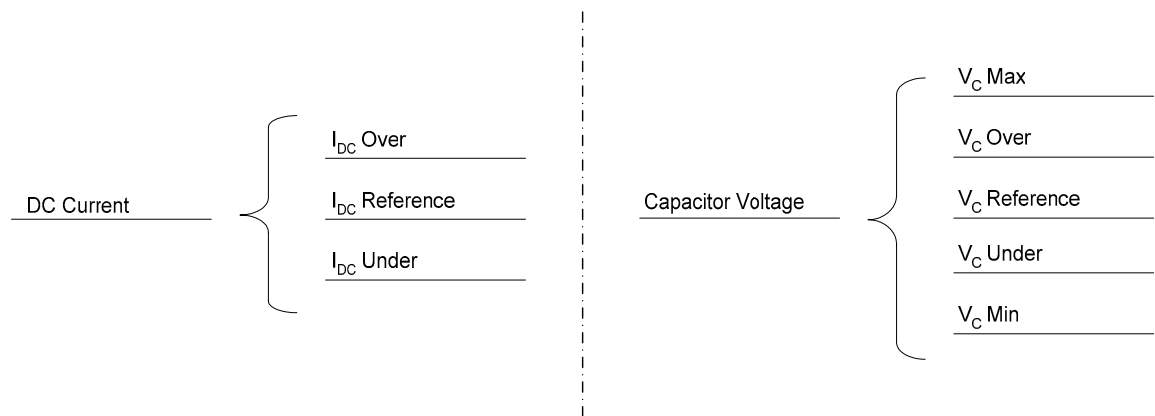 DC Current
I_DC Over
I_DC Reference
I_DC Under
Capacitor Voltage
V_C Max
V_C Over
V_C Reference
V_C Under
V_C Min